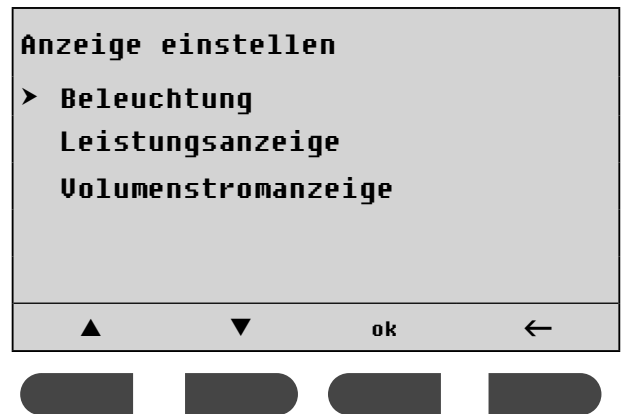 Anzeige einstellen
➤ Beleuchtung
Leistungsanzeige
Volumenstromanzeige
▲ ▼ ok ←